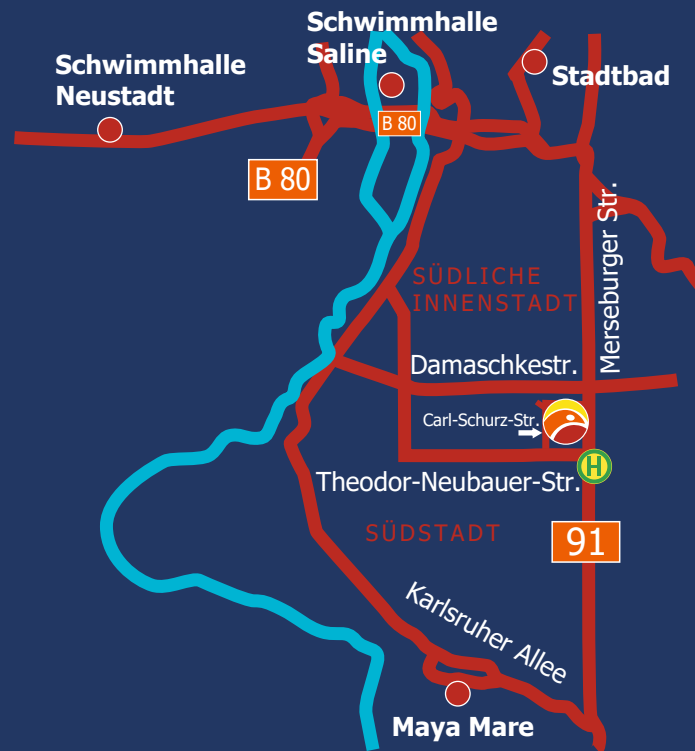 Schwimmhalle
Saline
Schwimmhalle
Neustadt
Stadtbad
B 80
B 80
Merseburger Str.
SÜDLICHE
INNENSTADT
Damaschkestr.
Carl-Schurz-Str.
H
Theodor-Neubauer-Str.
SÜDSTADT
91
Karlsruher Allee
Maya Mare